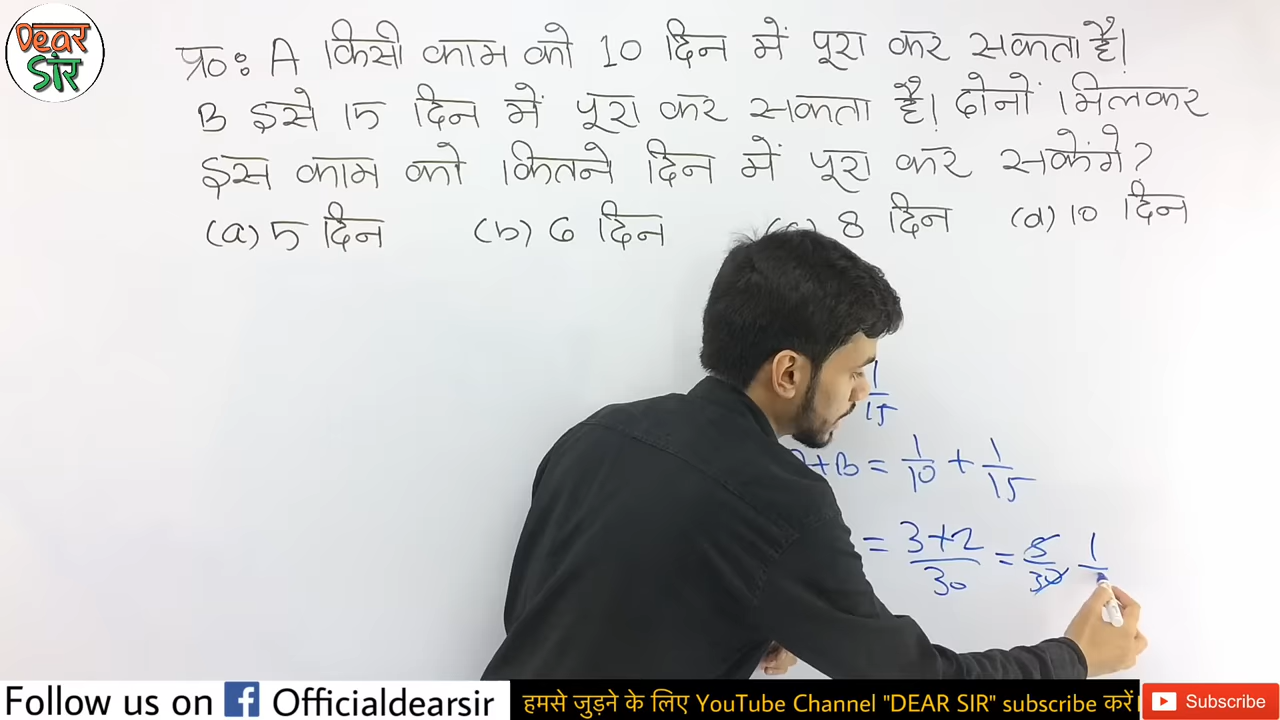 Dear
SIR
प्र०: A किसी काम को 10 दिन में पूरा कर सकता है।
B इसे 15 दिन में पूरा कर सकता है। दोनों मिलकर
इस काम को कितने दिन में पूरा कर सकेंगे?
(a) 5 दिन (b) 6 दिन (c) 8 दिन (d) 10 दिन
1/15
+B = 1/10 + 1/15
= 3+2/30 = 5/30 1/
Follow us on f Officialdearsir
हमसे जुड़ने के लिए YouTube Channel "DEAR SIR" subscribe करें।
Subscribe